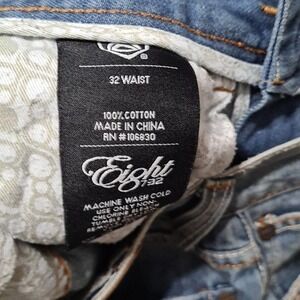 ®
32 WAIST
100% COTTON
MADE IN CHINA
RN #106830
Eight
732
MACHINE WASH COLD
USE ONLY NON-
CHLORINE BLEACH
TUMBLE